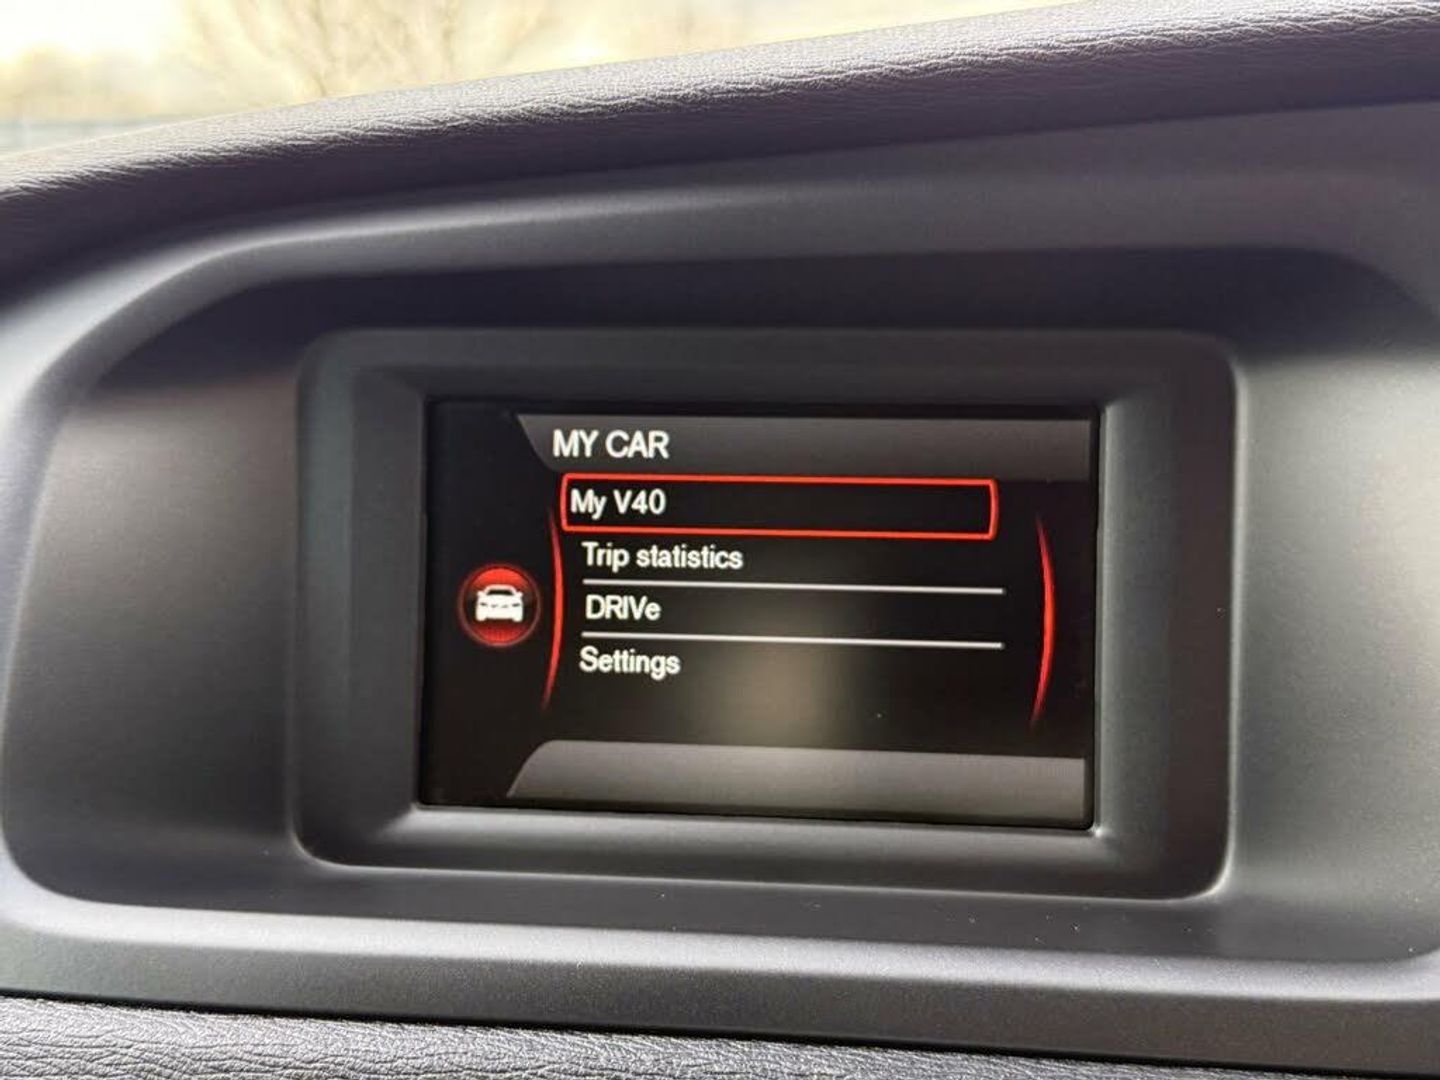 MY CAR
My V40
Trip statistics
DRIVe
Settings